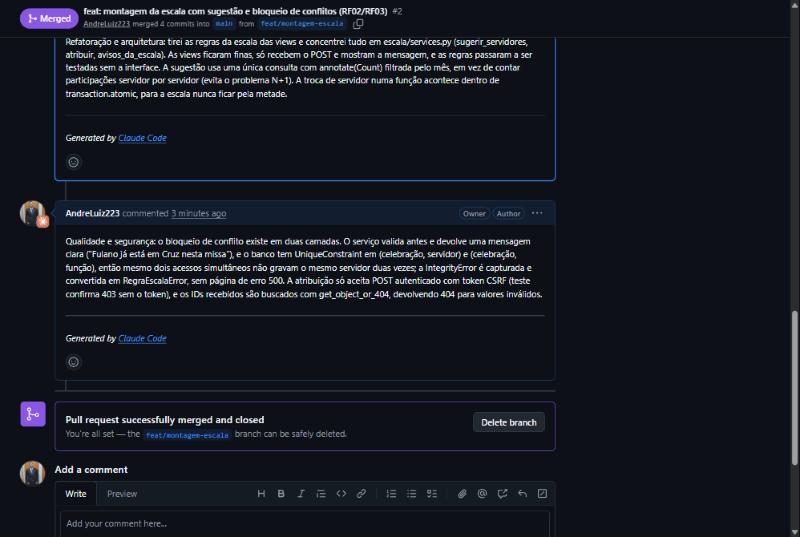 Merged
feat: montagem da escala com sugestão e bloqueio de conflitos (RF02/RF03) #2
AndreLuiz223 merged 4 commits into main from feat/montagem-escala
Refatoração e arquitetura: tirei as regras da escala das views e concentrei tudo em escala/services.py (sugerir_servidores,
atribuir, avisos_da_escala). As views ficaram finas, só recebem o POST e mostram a mensagem, e as regras passaram a ser
testadas sem a interface. A sugestão usa uma única consulta com annotate(Count) filtrada pelo mês, em vez de contar
participações servidor por servidor (evita o problema N+1). A troca de servidor numa função acontece dentro de
transaction.atomic, para a escala nunca ficar pela metade.
Generated by Claude Code
AndreLuiz223 commented 3 minutes ago
Owner
Author
Qualidade e segurança: o bloqueio de conflito existe em duas camadas. O serviço valida antes e devolve uma mensagem
clara ("Fulano já está em Cruz nesta missa"), e o banco tem UniqueConstraint em (celebração, servidor) e (celebração,
função), então mesmo dois acessos simultâneos não gravam o mesmo servidor duas vezes; a IntegrityError é capturada e
convertida em RegraEscalaError, sem página de erro 500. A atribuição só aceita POST autenticado com token CSRF (teste
confirma 403 sem o token), e os IDs recebidos são buscados com get_object_or_404, devolvendo 404 para valores inválidos.
Generated by Claude Code
Pull request successfully merged and closed
You're all set — the feat/montagem-escala branch can be safely deleted.
Delete branch
Add a comment
Write
Preview
Add your comment here...